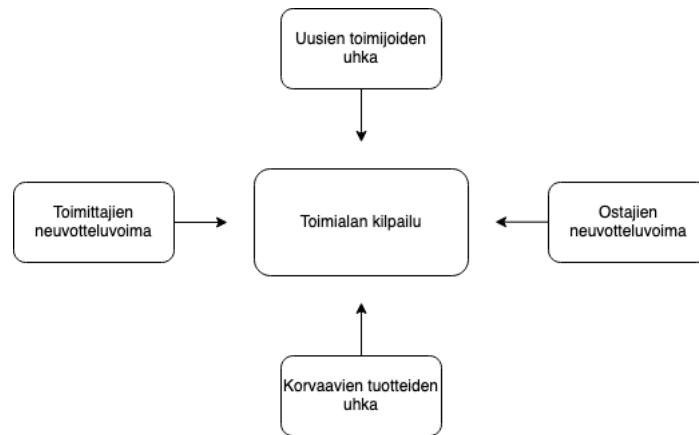 Uusien toimijoiden
uhka
Toimittajien
neuvotteluvoima
Toimialan kilpailu
Ostajien
neuvotteluvoima
Korvaavien tuotteiden
uhka